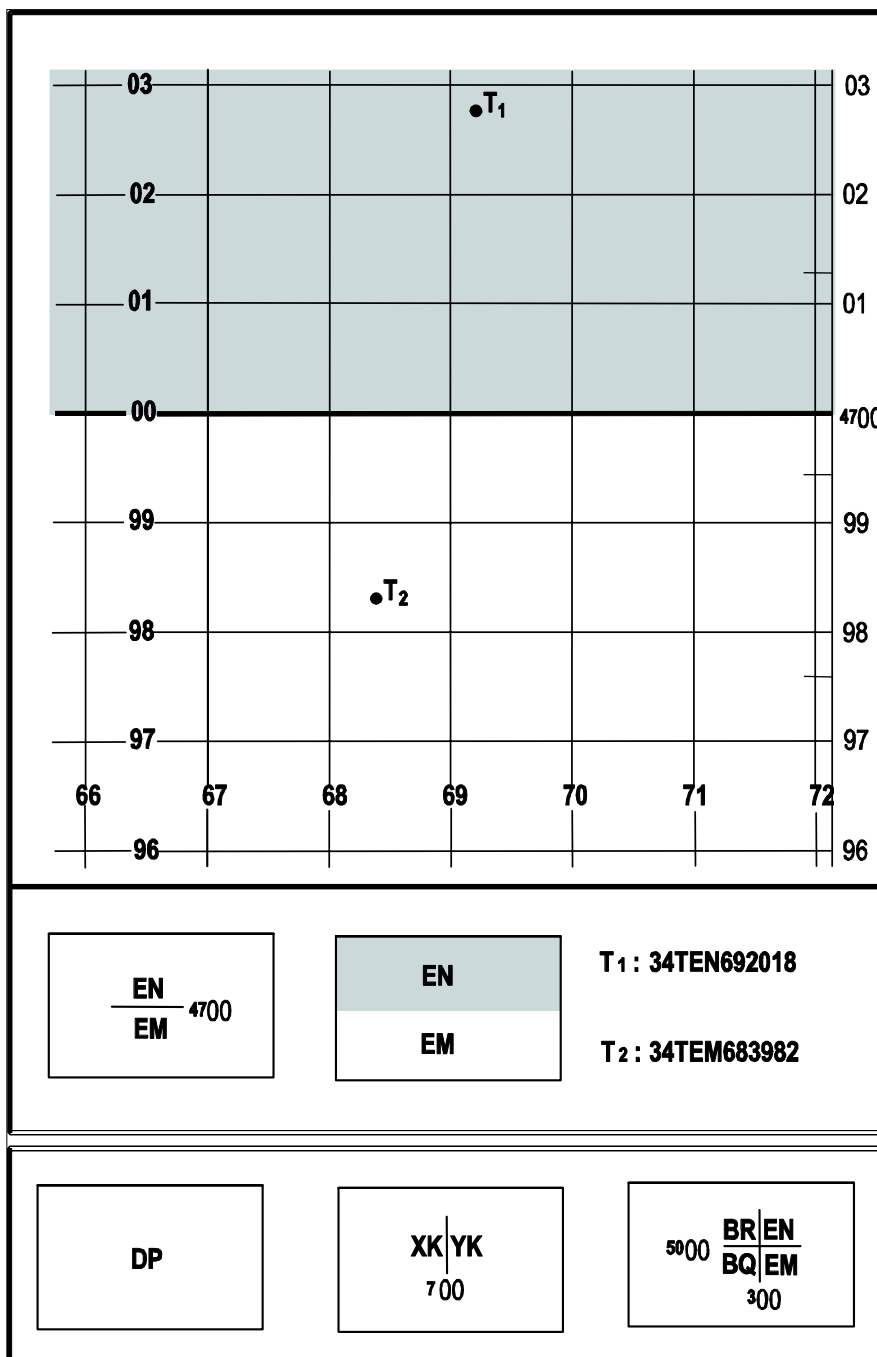 03 T1 03
02 02
01 01
00 4700
99 99
T2
98 98
97 97
66 67 68 69 70 71 72
96 96
EN
EM 4700
EN
EM
T1 : 34TEN692018
T2 : 34TEM683982
DP
XK YK
700
5000 BR EN
BQ EM
300